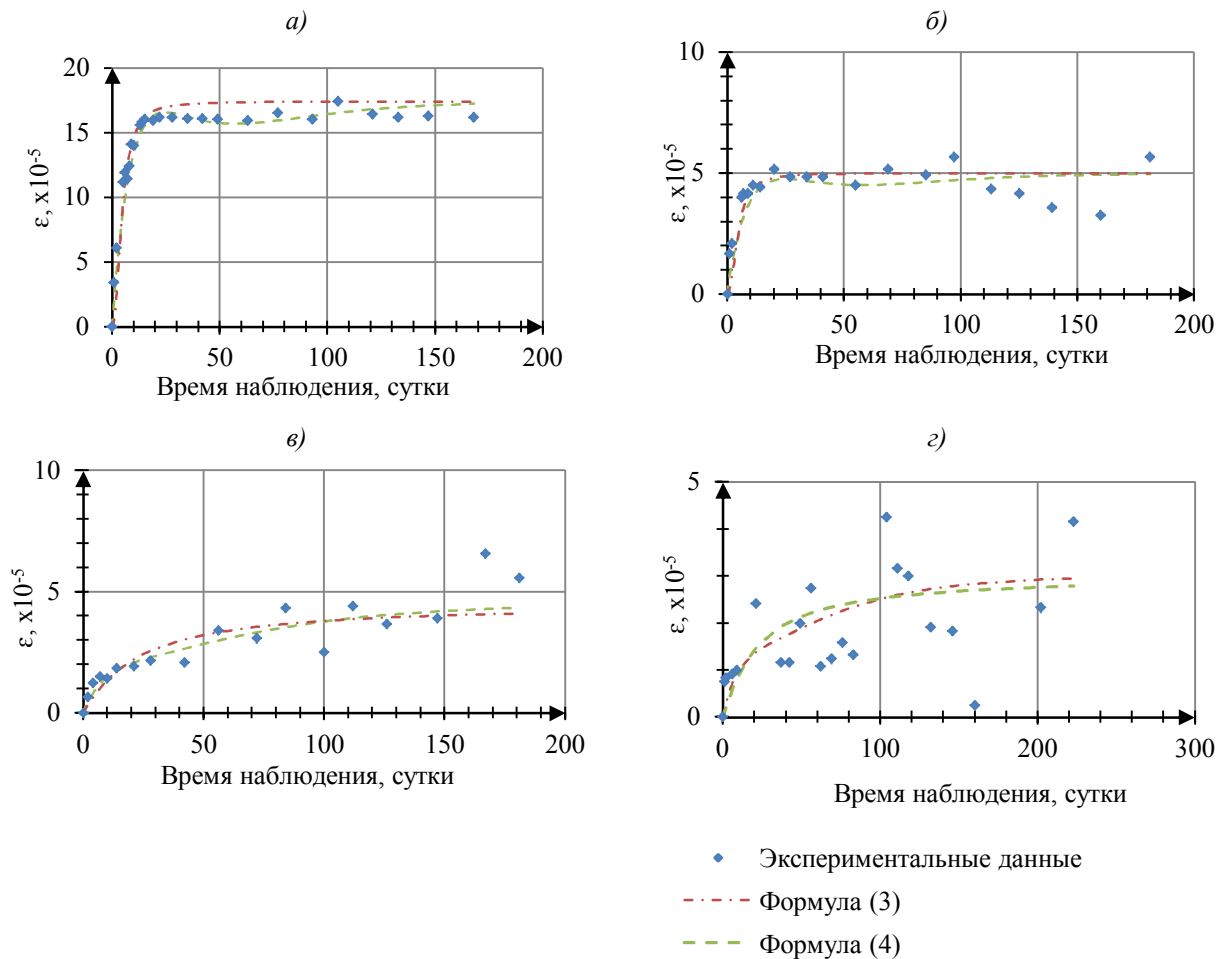 а)
ε, x10⁻⁵
20
15
10
5
0
0 50 100 150 200
Время наблюдения, сутки
б)
ε, x10⁻⁵
10
5
0
0 50 100 150 200
Время наблюдения, сутки
в)
ε, x10⁻⁵
10
5
0
0 50 100 150 200
Время наблюдения, сутки
г)
ε, x10⁻⁵
5
0
0 100 200 300
Время наблюдения, сутки
Экспериментальные данные
Формула (3)
Формула (4)